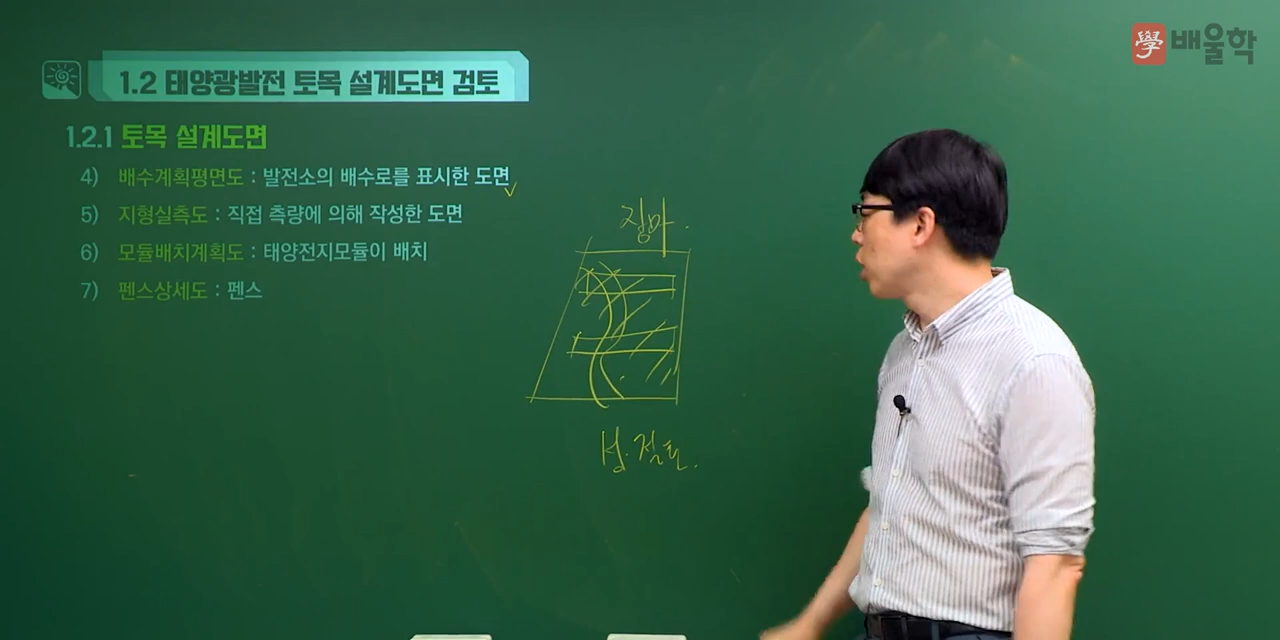 學 배울학
1.2 태양광발전 토목 설계도면 검토
1.2.1 토목 설계도면
4) 배수계획평면도 : 발전소의 배수로를 표시한 도면
5) 지형실측도 : 직접 측량에 의해 작성한 도면
6) 모듈배치계획도 : 태양전지모듈이 배치
7) 펜스상세도 : 펜스
장마.